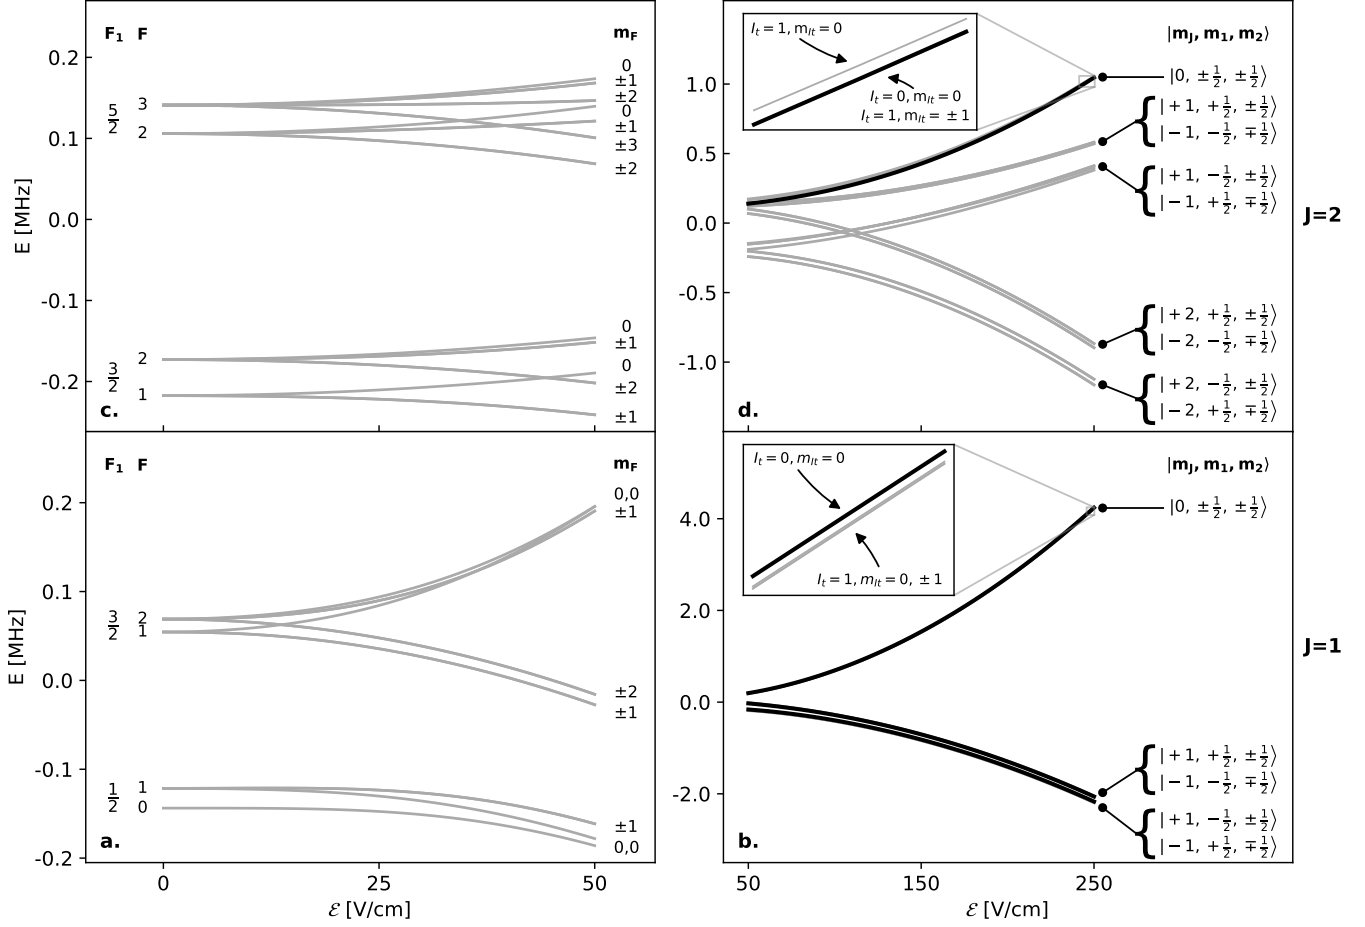 F₁ F
m_F
0.2
0.1
0.0
-0.1
-0.2
E [MHz]
5/2
3
2
3/2
2
1
0
±1
±2
0
±1
±3
±2
0
±1
0
±2
±1
c.
I_t = 1, m_It = 0
I_t = 0, m_It = 0
I_t = 1, m_It = ±1
1.0
0.5
0.0
-0.5
-1.0
|m_J, m₁, m₂⟩
|0, ±1/2, ±1/2⟩
|+1, +1/2, ±1/2⟩
|−1, −1/2, ∓1/2⟩
|+1, −1/2, ±1/2⟩
|−1, +1/2, ∓1/2⟩
|+2, +1/2, ±1/2⟩
|−2, −1/2, ∓1/2⟩
|+2, −1/2, ±1/2⟩
|−2, +1/2, ∓1/2⟩
d.
J=2
F₁ F
m_F
0.2
0.1
0.0
-0.1
-0.2
E [MHz]
3/2
2
1
1/2
1
0
0,0
±1
±2
±1
±1
0,0
a.
0
25
50
ℰ [V/cm]
I_t = 0, m_It = 0
I_t = 1, m_It = 0, ±1
4.0
2.0
0.0
-2.0
|m_J, m₁, m₂⟩
|0, ±1/2, ±1/2⟩
|+1, +1/2, ±1/2⟩
|−1, −1/2, ∓1/2⟩
|+1, −1/2, ±1/2⟩
|−1, +1/2, ∓1/2⟩
b.
J=1
50
150
250
ℰ [V/cm]